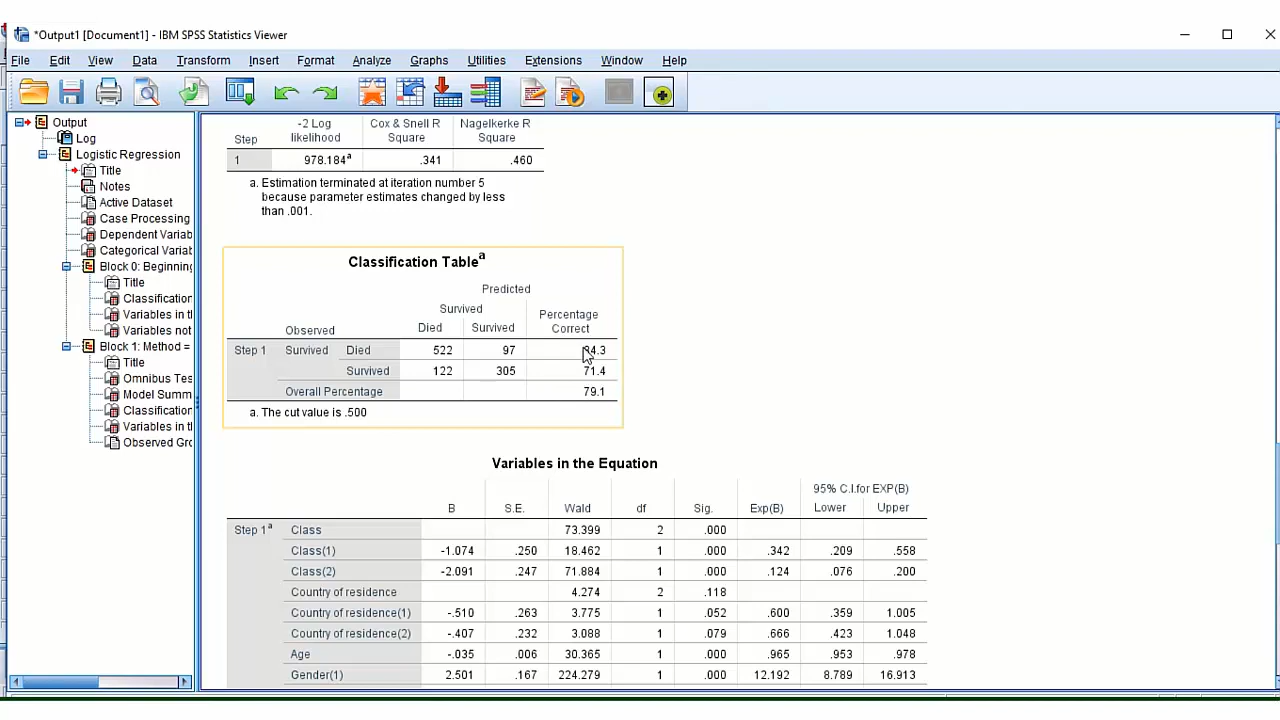 *Output1 [Document1] - IBM SPSS Statistics Viewer
File Edit View Data Transform Insert Format Analyze Graphs Utilities Extensions Window Help
Output
Log
Logistic Regression
Title
Notes
Active Dataset
Case Processing
Dependent Variab
Categorical Variab
Block 0: Beginning
Title
Classification
Variables in t
Variables not
Block 1: Method =
Title
Omnibus Tes
Model Summ
Classification
Variables in t
Observed Gr
Step -2 Log likelihood Cox & Snell R Square Nagelkerke R Square
1 978.184a .341 .460
a. Estimation terminated at iteration number 5
because parameter estimates changed by less
than .001.
Classification Tablea
Predicted
Survived Percentage Correct
Observed Died Survived
Step 1 Survived Died 522 97 84.3
Survived 122 305 71.4
Overall Percentage 79.1
a. The cut value is .500
Variables in the Equation
95% C.I.for EXP(B)
B S.E. Wald df Sig. Exp(B) Lower Upper
Step 1a Class 73.399 2 .000
Class(1) -1.074 .250 18.462 1 .000 .342 .209 .558
Class(2) -2.091 .247 71.884 1 .000 .124 .076 .200
Country of residence 4.274 2 .118
Country of residence(1) -.510 .263 3.775 1 .052 .600 .359 1.005
Country of residence(2) -.407 .232 3.088 1 .079 .666 .423 1.048
Age -.035 .006 30.365 1 .000 .965 .953 .978
Gender(1) 2.501 .167 224.279 1 .000 12.192 8.789 16.913